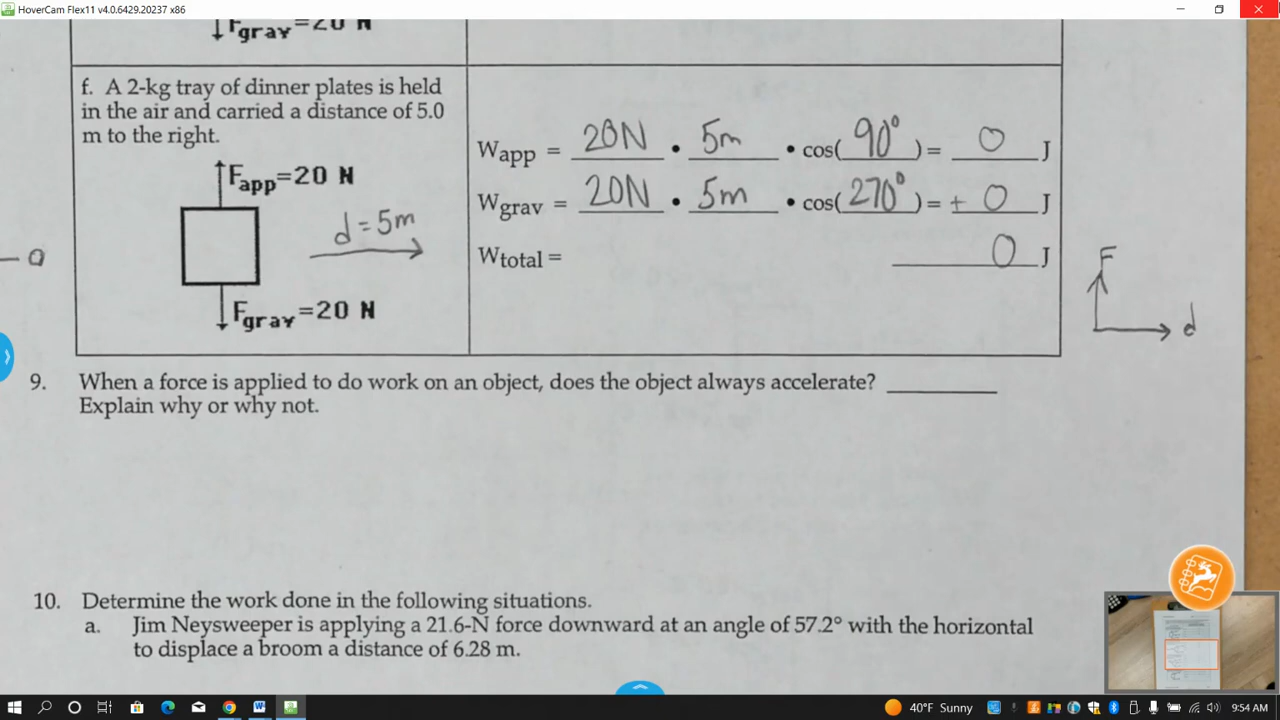 HoverCam Flex11 v4.0.6429.20237 x86
Fgrav=20 N
f. A 2-kg tray of dinner plates is held
in the air and carried a distance of 5.0
m to the right.
Fapp=20 N
d = 5m
Fgrav=20 N
Wapp = 20N • 5m • cos( 90° ) = 0 J
Wgrav = 20N • 5m • cos( 270° ) = + 0 J
Wtotal = 0 J
F
d
9. When a force is applied to do work on an object, does the object always accelerate? ________
Explain why or why not.
10. Determine the work done in the following situations.
a. Jim Neysweeper is applying a 21.6-N force downward at an angle of 57.2° with the horizontal
to displace a broom a distance of 6.28 m.
40°F Sunny
9:54 AM